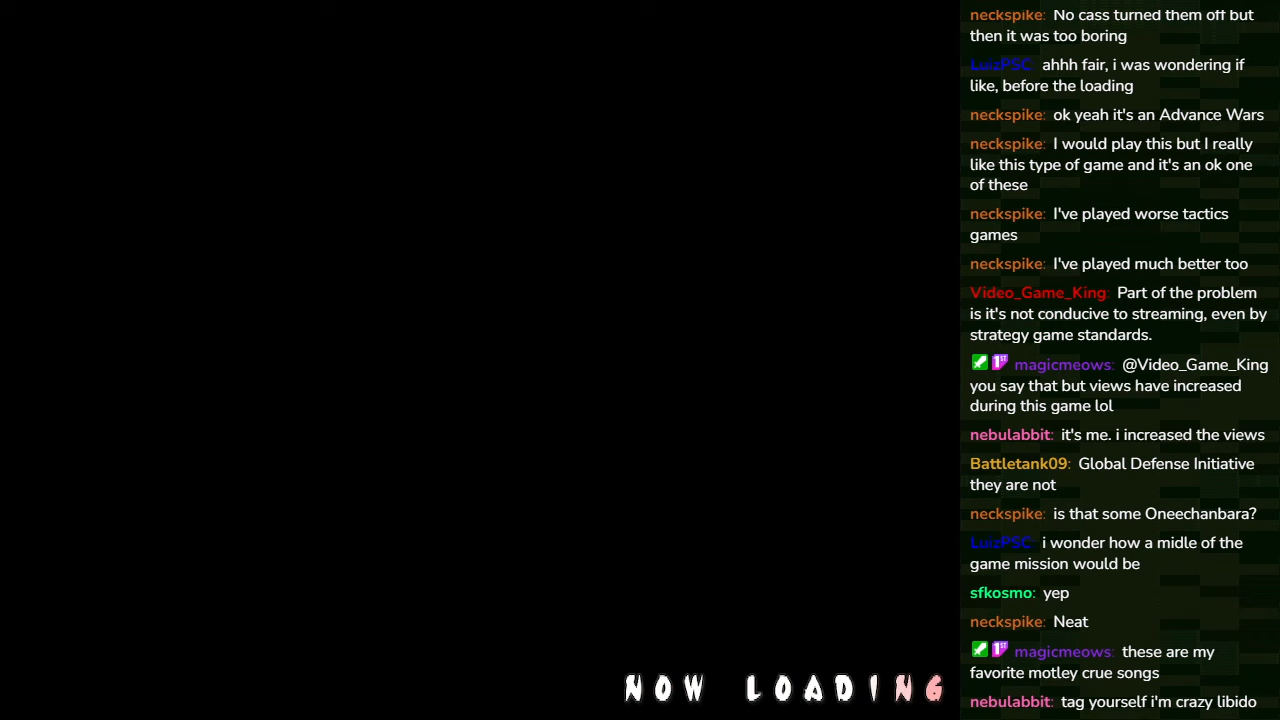 neckspike: No cass turned them off but
then it was too boring
LuizPSC: ahhh fair, i was wondering if
like, before the loading
neckspike: ok yeah it's an Advance Wars
neckspike: I would play this but I really
like this type of game and it's an ok one
of these
neckspike: I've played worse tactics
games
neckspike: I've played much better too
Video_Game_King: Part of the problem
is it's not conducive to streaming, even by
strategy game standards.
1ST magicmeows: @Video_Game_King
you say that but views have increased
during this game lol
nebulabbit: it's me. i increased the views
Battletank09: Global Defense Initiative
they are not
neckspike: is that some Oneechanbara?
LuizPSC: i wonder how a midle of the
game mission would be
sfkosmo: yep
neckspike: Neat
1ST magicmeows: these are my
favorite motley crue songs
nebulabbit: tag yourself i'm crazy libido
NOW LOADING